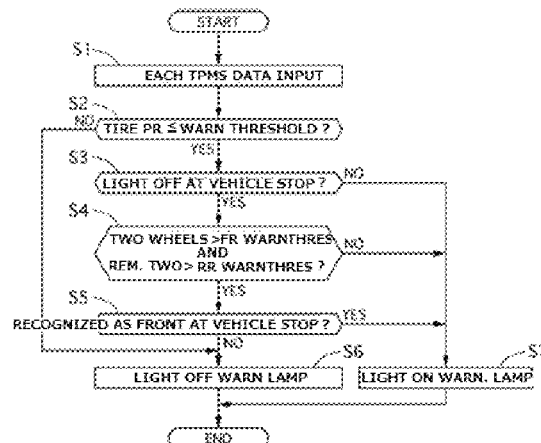 START
S1
EACH TPMS DATA INPUT
S2
NO
TIRE PR ≦ WARN THRESHOLD ?
YES
S3
LIGHT OFF AT VEHICLE STOP ?
NO
YES
S4
TWO WHEELS>FR WARNTHRES
AND
REM. TWO> RR WARNTHRES ?
NO
YES
S5
RECOGNIZED AS FRONT AT VEHICLE STOP ?
YES
NO
S6
LIGHT OFF WARN LAMP
LIGHT ON WARN. LAMP
END